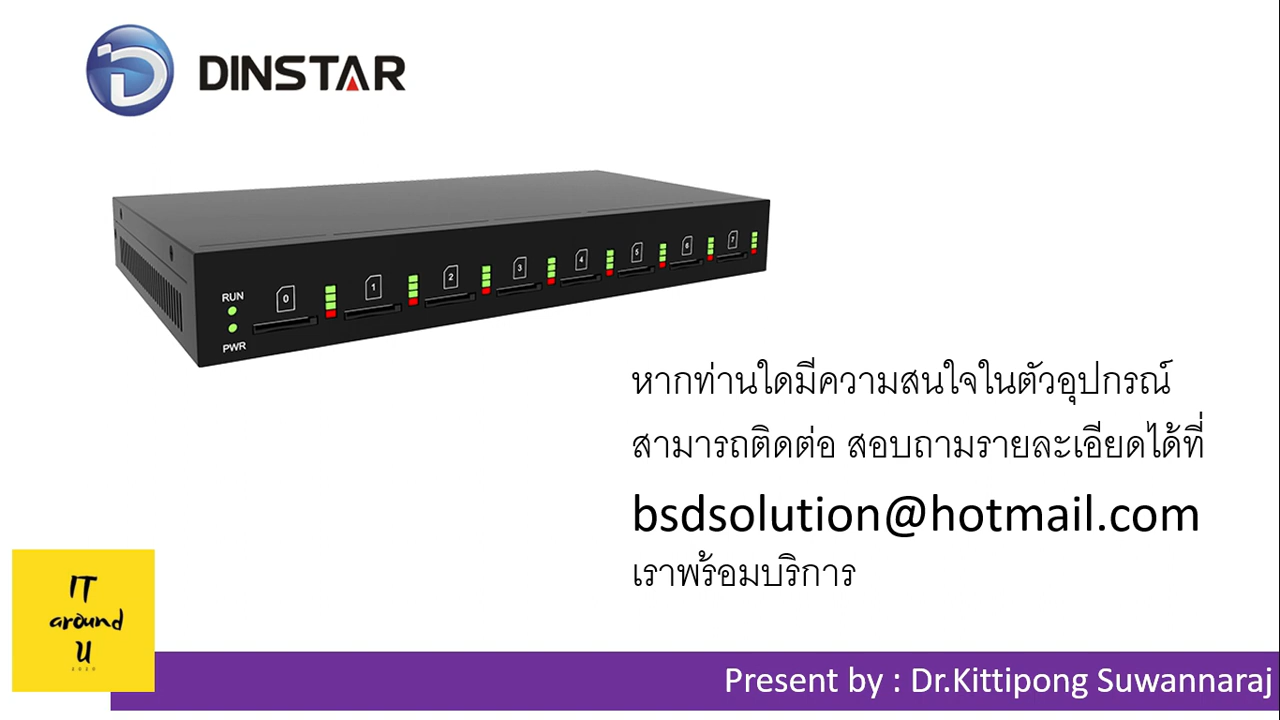 DINSTAR
RUN
PWR
0
1
2
3
4
5
6
7
หากท่านใดมีความสนใจในตัวอุปกรณ์
สามารถติดต่อ สอบถามรายละเอียดได้ที่
bsdsolution@hotmail.com
เราพร้อมบริการ
IT
around
U
2020
Present by : Dr.Kittipong Suwannaraj